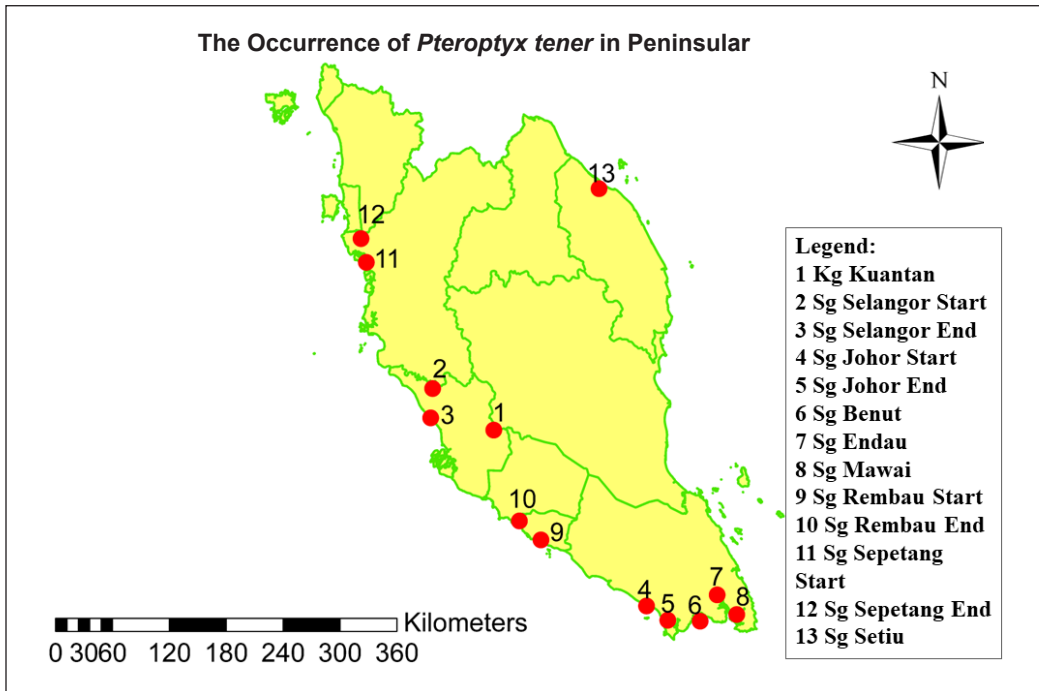 The Occurrence of Pteroptyx tener in Peninsular
N
13
12
11
2
3
1
10
9
7
4
5
6
8
Legend:
1 Kg Kuantan
2 Sg Selangor Start
3 Sg Selangor End
4 Sg Johor Start
5 Sg Johor End
6 Sg Benut
7 Sg Endau
8 Sg Mawai
9 Sg Rembau Start
10 Sg Rembau End
11 Sg Sepetang
Start
12 Sg Sepetang End
13 Sg Setiu
Kilometers
0 3060 120 180 240 300 360